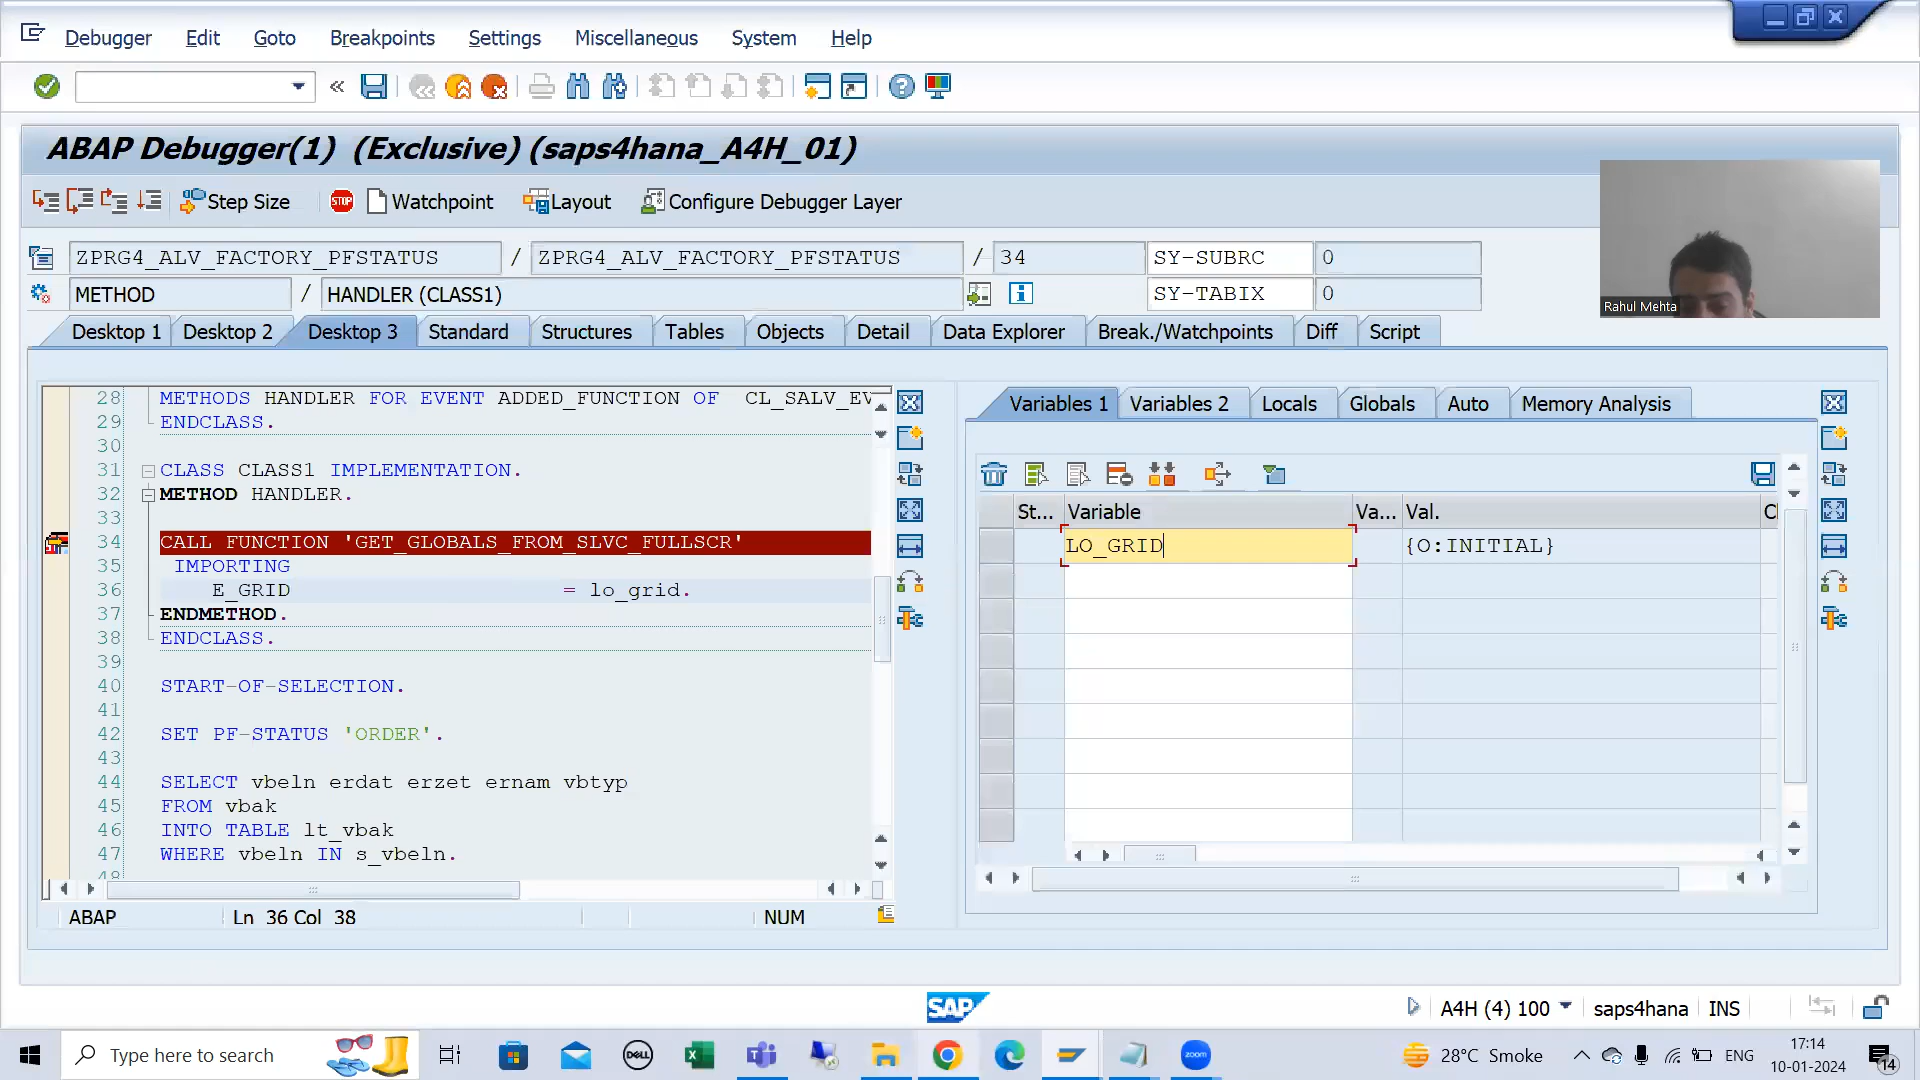 Debugger Edit Goto Breakpoints Settings Miscellaneous System Help
ABAP Debugger(1) (Exclusive) (saps4hana_A4H_01)
Step Size STOP Watchpoint Layout Configure Debugger Layer
ZPRG4_ALV_FACTORY_PFSTATUS / ZPRG4_ALV_FACTORY_PFSTATUS / 34 SY-SUBRC 0
METHOD / HANDLER (CLASS1) SY-TABIX 0
Rahul Mehta
Desktop 1 Desktop 2 Desktop 3 Standard Structures Tables Objects Detail Data Explorer Break./Watchpoints Diff Script
28 METHODS HANDLER FOR EVENT ADDED_FUNCTION OF CL_SALV_EV
29 ENDCLASS.
30
31 CLASS CLASS1 IMPLEMENTATION.
32 METHOD HANDLER.
33
34 CALL FUNCTION 'GET_GLOBALS_FROM_SLVC_FULLSCR'
35 IMPORTING
36 E_GRID = lo_grid.
37 ENDMETHOD.
38 ENDCLASS.
39
40 START-OF-SELECTION.
41
42 SET PF-STATUS 'ORDER'.
43
44 SELECT vbeln erdat erzet ernam vbtyp
45 FROM vbak
46 INTO TABLE lt_vbak
47 WHERE vbeln IN s_vbeln.
48
ABAP Ln 36 Col 38 NUM
Variables 1 Variables 2 Locals Globals Auto Memory Analysis
St... Variable Va... Val. C
LO_GRID {O:INITIAL}
SAP
A4H (4) 100 saps4hana INS
Type here to search
DELL
zoom
28°C Smoke
ENG
17:14
10-01-2024
14